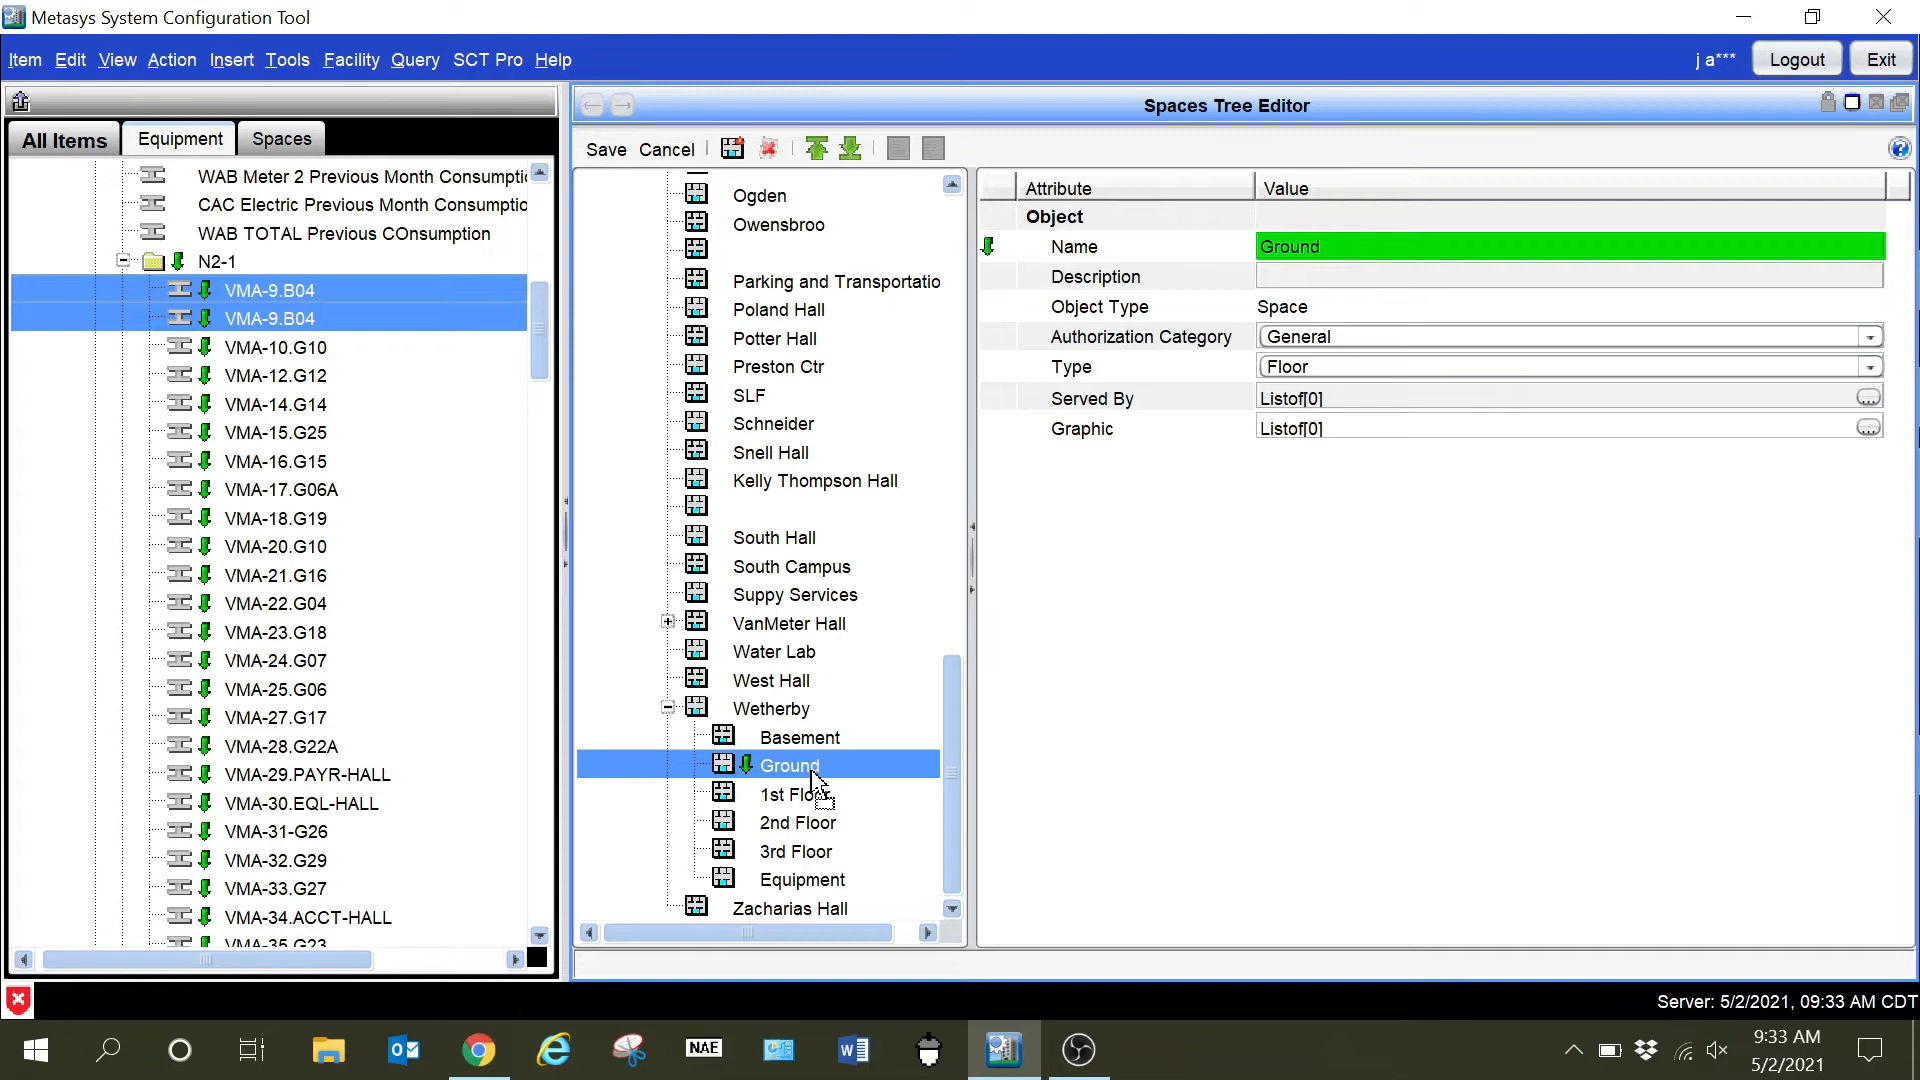 Metasys System Configuration Tool
Item Edit View Action Insert Tools Facility Query SCT Pro Help
j a*** Logout Exit
All Items Equipment Spaces
WAB Meter 2 Previous Month Consumptio
CAC Electric Previous Month Consumptio
WAB TOTAL Previous COnsumption
N2-1
VMA-9.B04
VMA-9.B04
VMA-10.G10
VMA-12.G12
VMA-14.G14
VMA-15.G25
VMA-16.G15
VMA-17.G06A
VMA-18.G19
VMA-20.G10
VMA-21.G16
VMA-22.G04
VMA-23.G18
VMA-24.G07
VMA-25.G06
VMA-27.G17
VMA-28.G22A
VMA-29.PAYR-HALL
VMA-30.EQL-HALL
VMA-31-G26
VMA-32.G29
VMA-33.G27
VMA-34.ACCT-HALL
VMA-35.G23
Spaces Tree Editor
Save Cancel
Ogden
Owensbroo
Parking and Transportatio
Poland Hall
Potter Hall
Preston Ctr
SLF
Schneider
Snell Hall
Kelly Thompson Hall
South Hall
South Campus
Suppy Services
VanMeter Hall
Water Lab
West Hall
Wetherby
Basement
Ground
1st Floor
2nd Floor
3rd Floor
Equipment
Zacharias Hall
Attribute Value
Object
Name Ground
Description
Object Type Space
Authorization Category General
Type Floor
Served By Listof[0] ...
Graphic Listof[0] ...
Server: 5/2/2021, 09:33 AM CDT
NAE
9:33 AM
5/2/2021